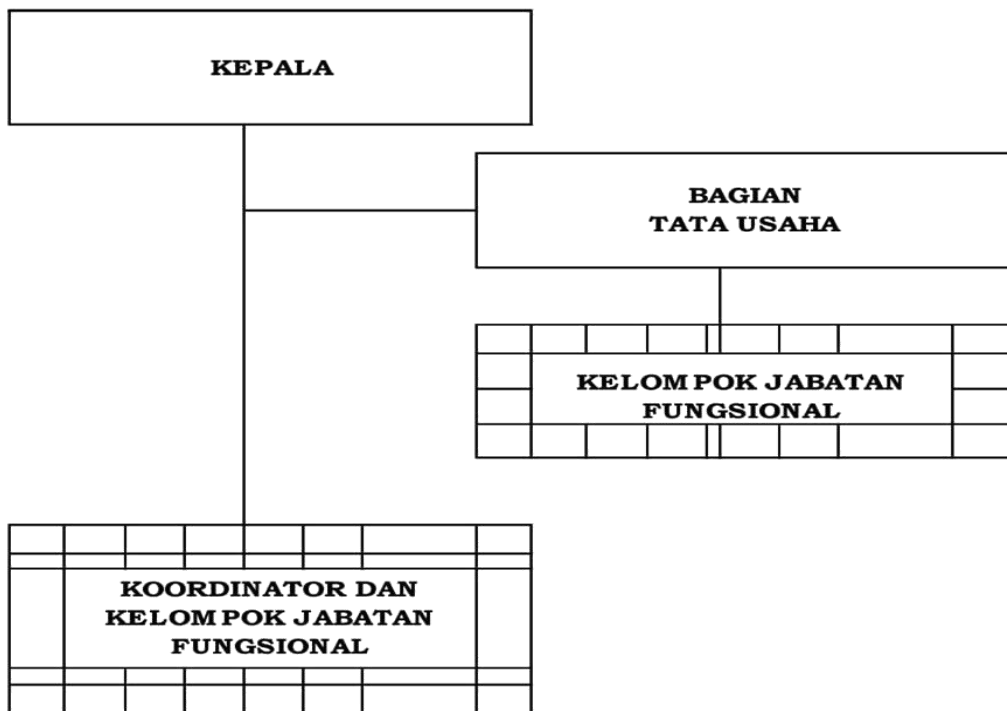 KEPALA
BAGIAN
TATA USAHA
KELOM POK JABATAN
FUNGSIONAL
KOORDINATOR DAN
KELOM POK JABATAN
FUNGSIONAL